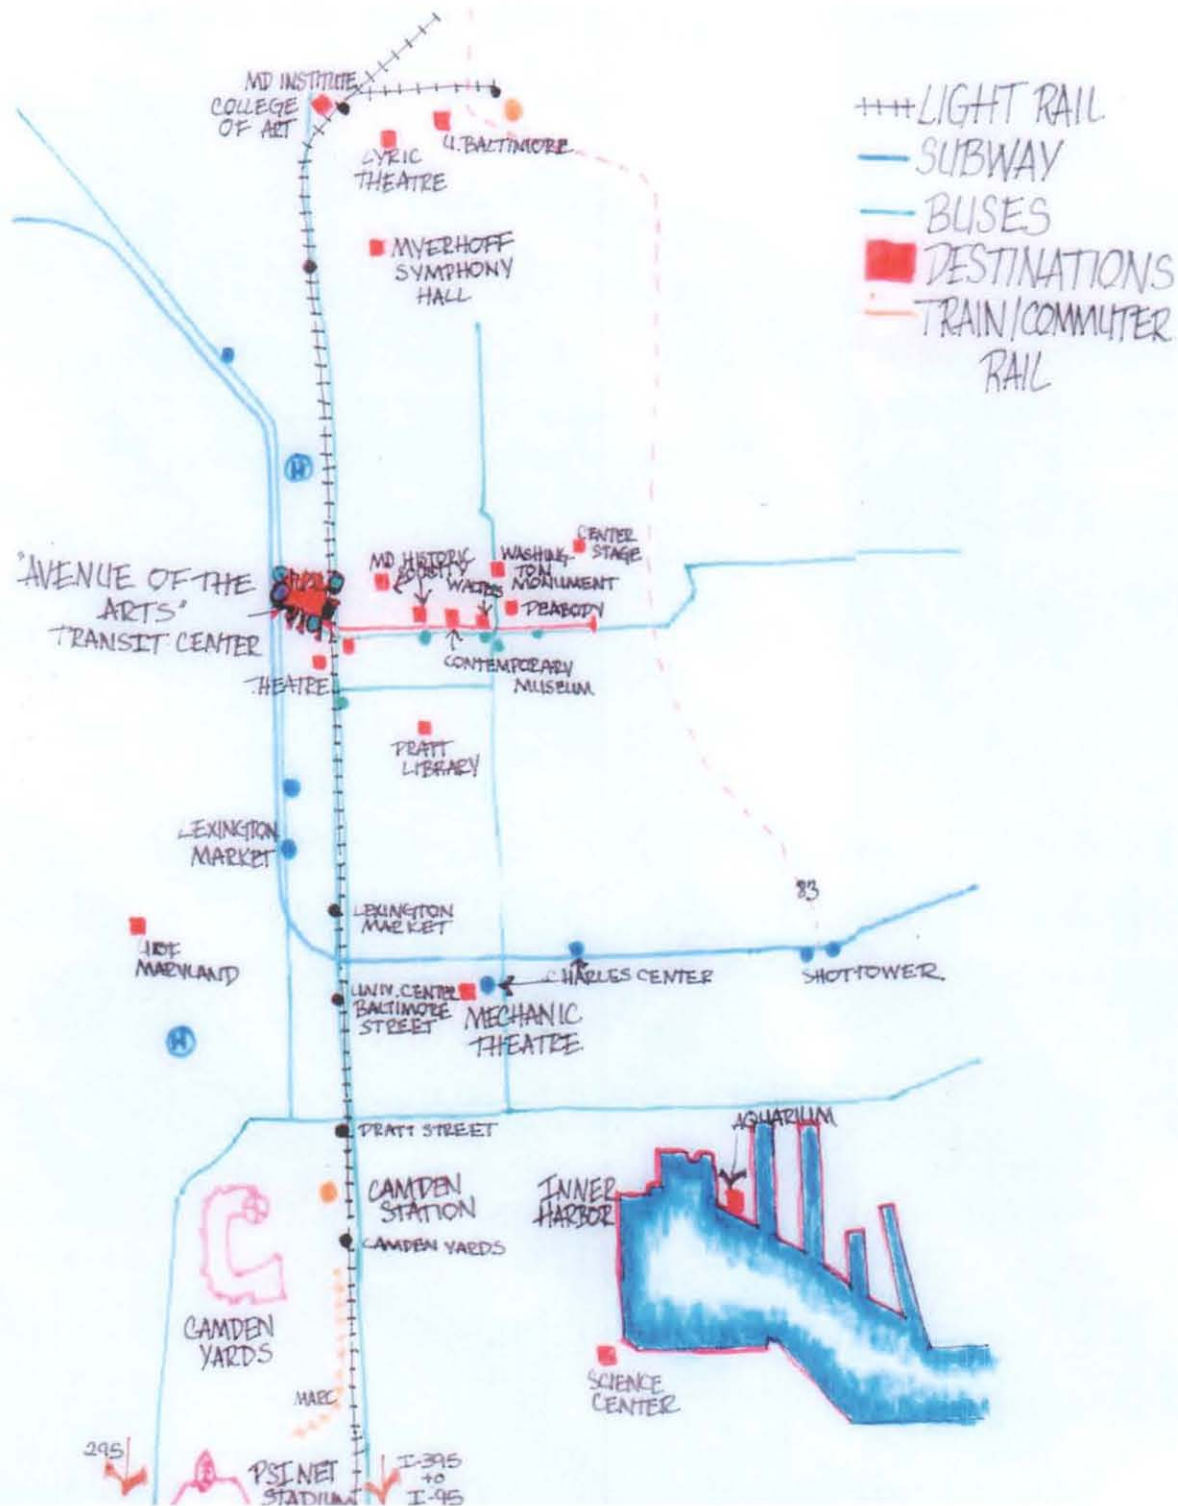 MD INSTITUTE
COLLEGE
OF ART
LYRIC
THEATRE
U. BALTIMORE
LIGHT RAIL
SUBWAY
BUSES
DESTINATIONS
TRAIN/COMMUTER
RAIL
MYERHOFF
SYMPHONY
HALL
H
"AVENUE OF THE
ARTS"
TRANSIT CENTER
MD HISTORIC
SOCIETY
WALTERS
WASHING-
TON
MONUMENT
CENTER
STAGE
PEABODY
CONTEMPORARY
MUSEUM
THEATRE
PRATT
LIBRARY
LEXINGTON
MARKET
83
LEXINGTON
MARKET
U OF
MARYLAND
UNIV. CENTER
BALTIMORE
STREET
CHARLES CENTER
SHOT TOWER
MECHANIC
THEATRE
H
PRATT STREET
AQUARIUM
CAMDEN
STATION
INNER
HARBOR
CAMDEN YARDS
CAMDEN
YARDS
MARC
SCIENCE
CENTER
295
PSINET
STADIUM
I-395
to
I-95